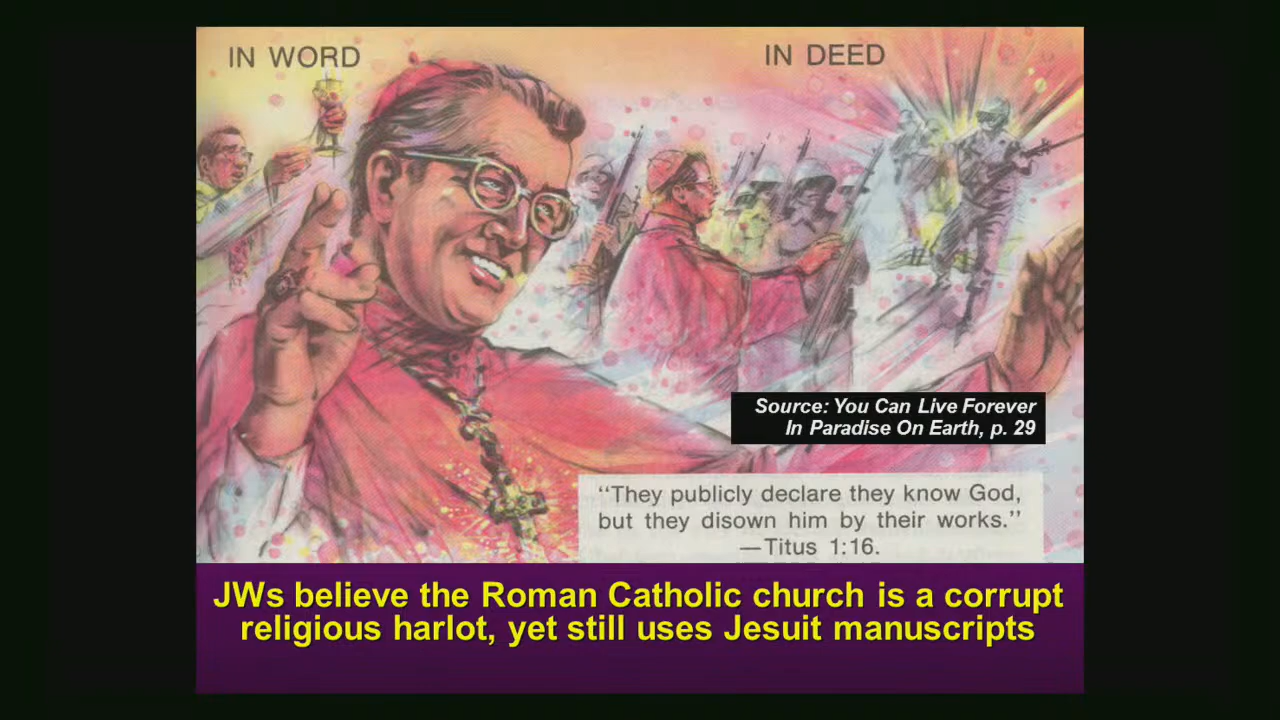 IN WORD
IN DEED
Source: You Can Live Forever
In Paradise On Earth, p. 29
“They publicly declare they know God,
but they disown him by their works.”
—Titus 1:16.
JWs believe the Roman Catholic church is a corrupt
religious harlot, yet still uses Jesuit manuscripts